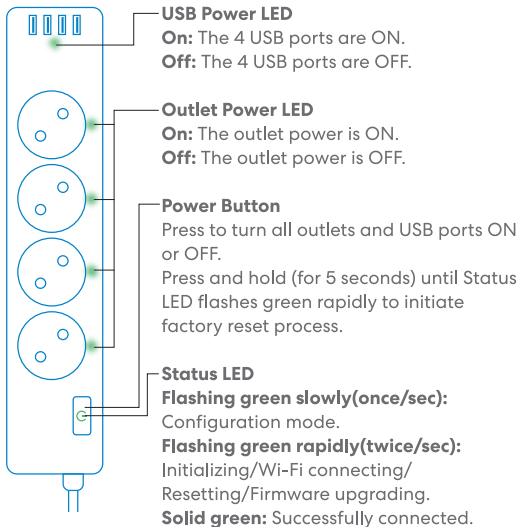 USB Power LED
On: The 4 USB ports are ON.
Off: The 4 USB ports are OFF.
Outlet Power LED
On: The outlet power is ON.
Off: The outlet power is OFF.
Power Button
Press to turn all outlets and USB ports ON
or OFF.
Press and hold (for 5 seconds) until Status
LED flashes green rapidly to initiate
factory reset process.
Status LED
Flashing green slowly(once/sec):
Configuration mode.
Flashing green rapidly(twice/sec):
Initializing/Wi-Fi connecting/
Resetting/Firmware upgrading.
Solid green: Successfully connected.